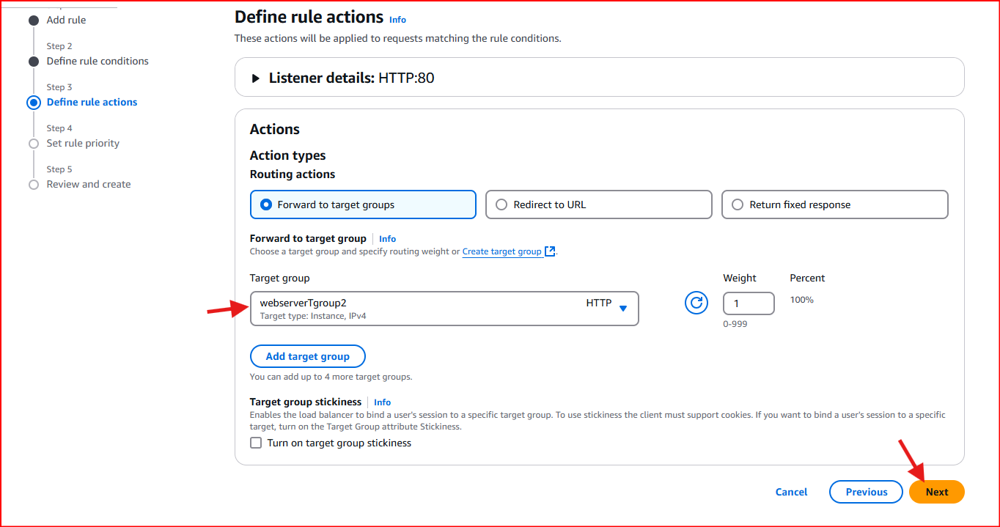 Add rule
Step 2
Define rule conditions
Step 3
Define rule actions
Step 4
Set rule priority
Step 5
Review and create
Define rule actions Info
These actions will be applied to requests matching the rule conditions.
Listener details: HTTP:80
Actions
Action types
Routing actions
Forward to target groups
Redirect to URL
Return fixed response
Forward to target group Info
Choose a target group and specify routing weight or Create target group .
Target group
Weight
Percent
webserverTgroup2
HTTP
Target type: Instance, IPv4
1
100%
0-999
Add target group
You can add up to 4 more target groups.
Target group stickiness Info
Enables the load balancer to bind a user's session to a specific target group. To use stickiness the client must support cookies. If you want to bind a user's session to a specific
target, turn on the Target Group attribute Stickiness.
Turn on target group stickiness
Cancel
Previous
Next